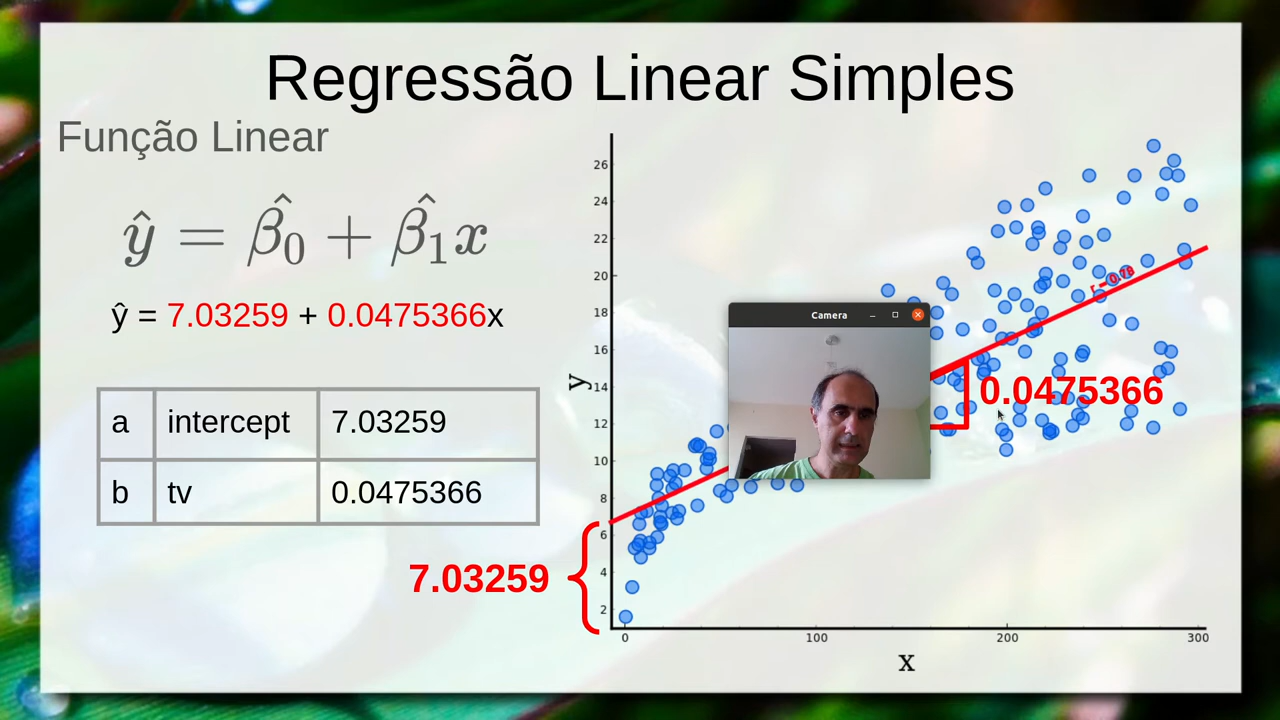 Regressão Linear Simples
Função Linear
ŷ = β̂₀ + β̂₁x
ŷ = 7.03259 + 0.0475366x
a intercept 7.03259
b tv 0.0475366
7.03259
y
26
24
22
20
18
16
14
12
10
8
6
4
2
r = 0.78
Camera
0.0475366
0 100 200 300
x